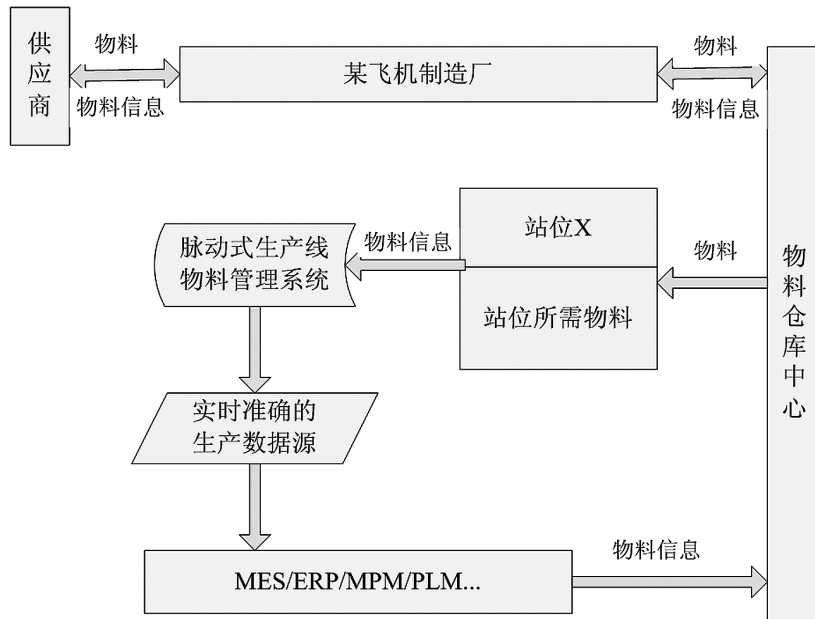 供应商
物料
物料信息
某飞机制造厂
物料
物料信息
站位X
站位所需物料
物料信息
脉动式生产线
物料管理系统
物料
物料仓库中心
实时准确的
生产数据源
MES/ERP/MPM/PLM...
物料信息